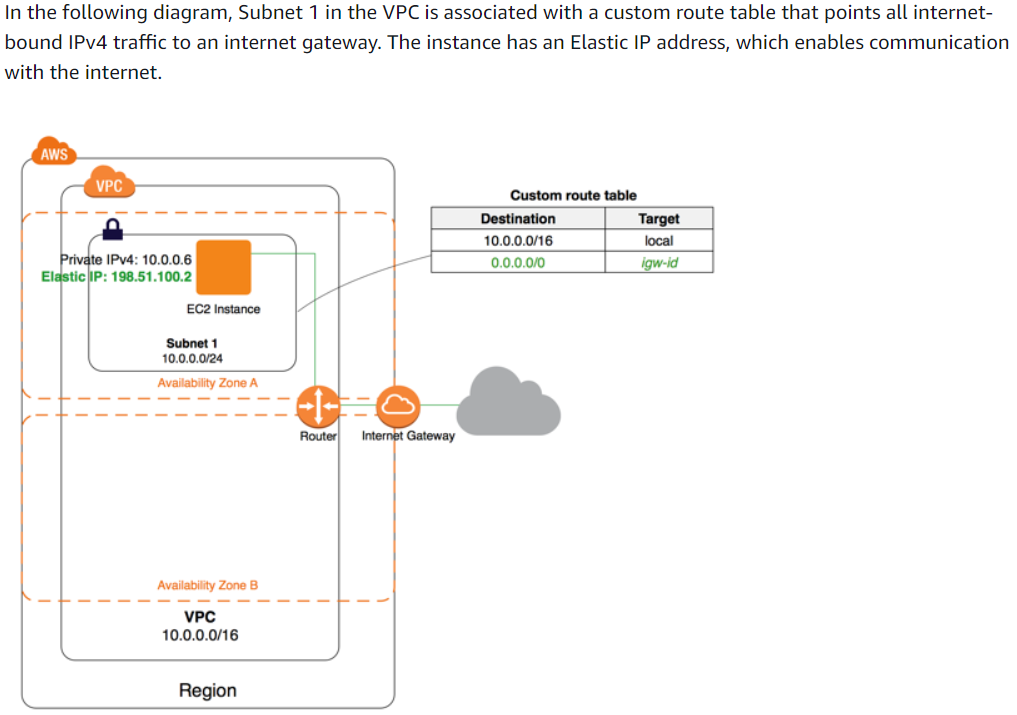 In the following diagram, Subnet 1 in the VPC is associated with a custom route table that points all internet-
bound IPv4 traffic to an internet gateway. The instance has an Elastic IP address, which enables communication
with the internet.
AWS
VPC
Custom route table
Destination Target
10.0.0.0/16 local
0.0.0.0/0 igw-id
Private IPv4: 10.0.0.6
Elastic IP: 198.51.100.2
EC2 Instance
Subnet 1
10.0.0.0/24
Availability Zone A
Router
Internet Gateway
Availability Zone B
VPC
10.0.0.0/16
Region